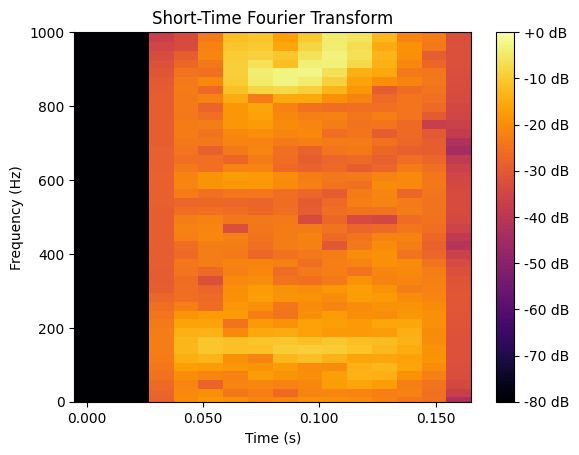 Short-Time Fourier Transform
1000
800
600
400
200
0
Frequency (Hz)
0.000
0.050
0.100
0.150
Time (s)
+0 dB
-10 dB
-20 dB
-30 dB
-40 dB
-50 dB
-60 dB
-70 dB
-80 dB